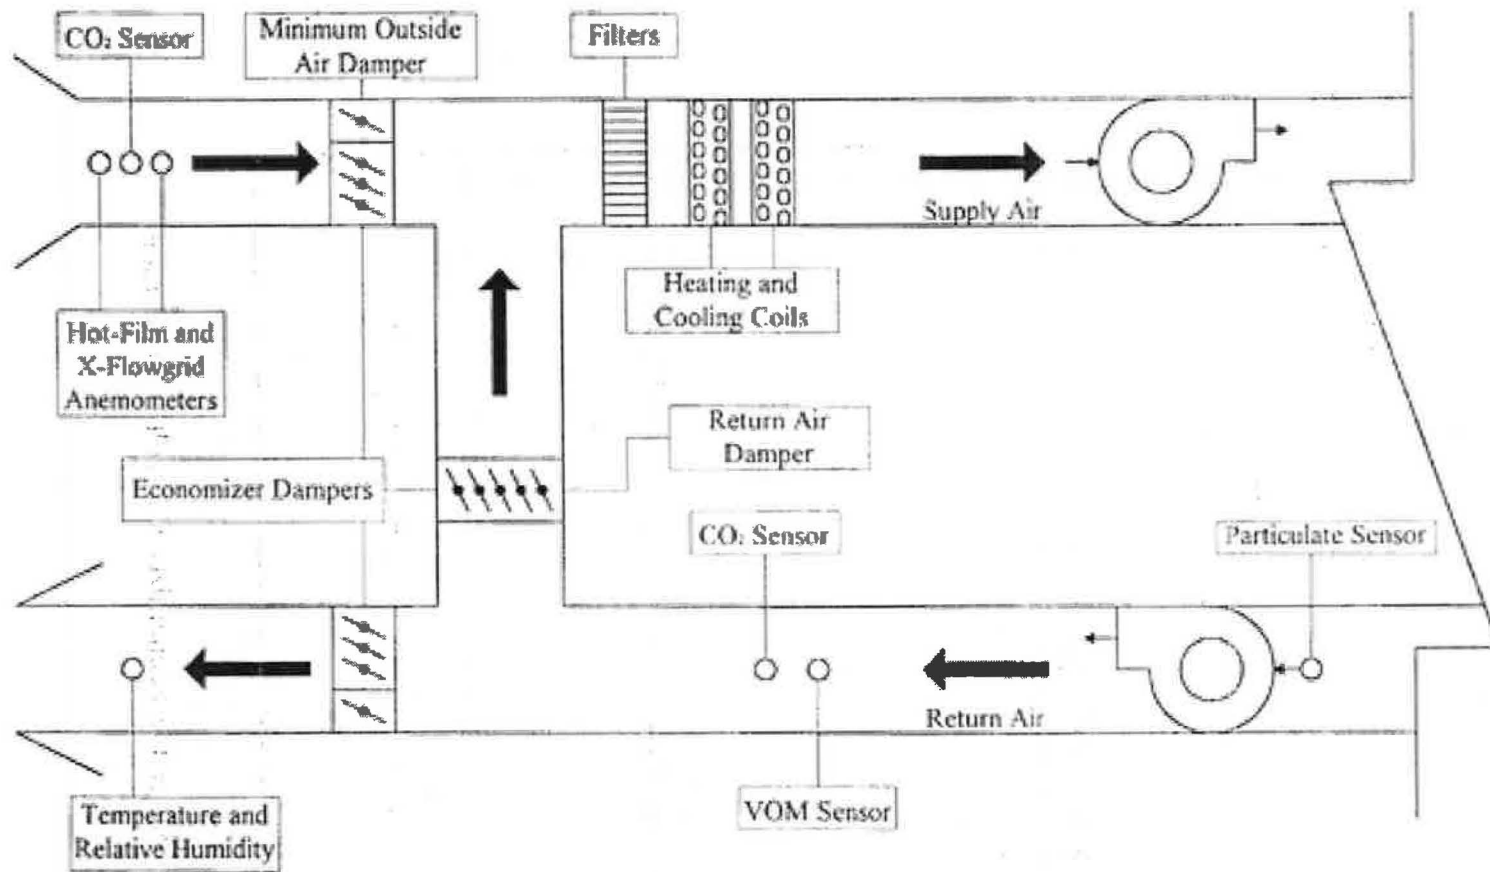 CO₂ Sensor
Minimum Outside
Air Damper
Filters
Supply Air
Heating and
Cooling Coils
Hot-Film and
X-Flowgrid
Anemometers
Return Air
Damper
Economizer Dampers
CO₂ Sensor
Particulate Sensor
Return Air
Temperature and
Relative Humidity
VOM Sensor